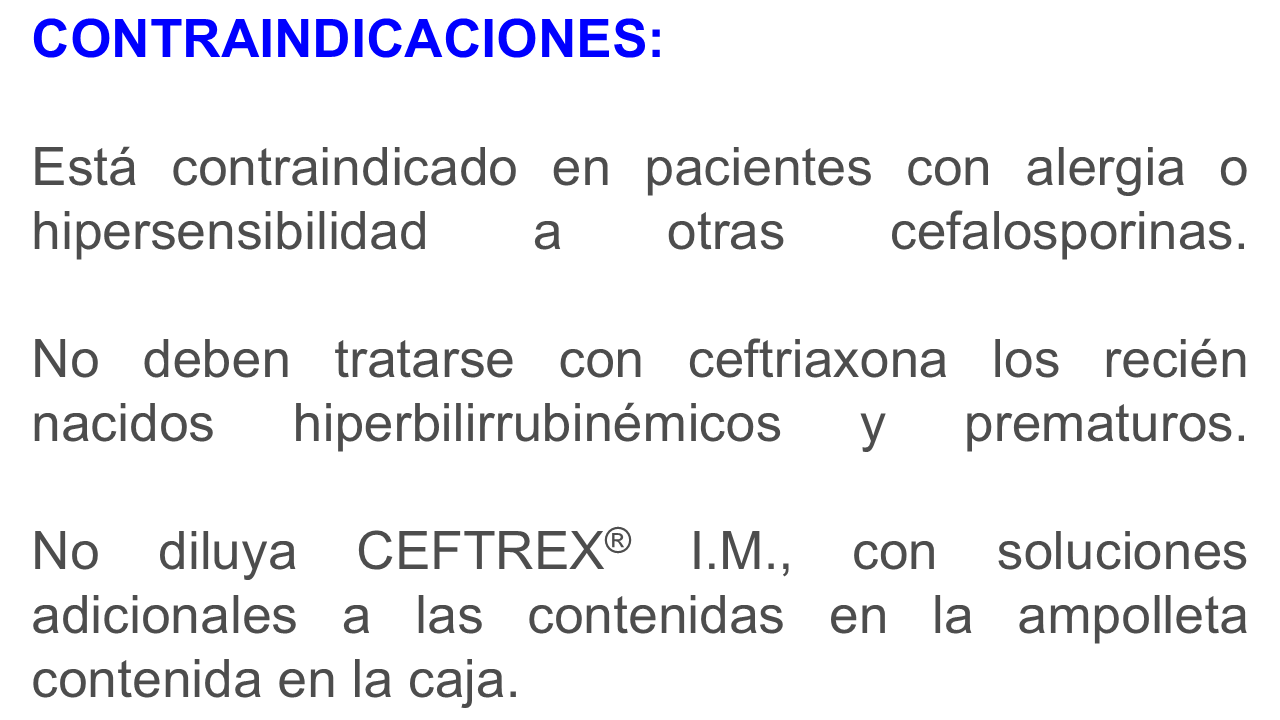 CONTRAINDICACIONES:
Está contraindicado en pacientes con alergia o
hipersensibilidad a otras cefalosporinas.
No deben tratarse con ceftriaxona los recién
nacidos hiperbilirrubinémicos y prematuros.
No diluya CEFTREX® I.M., con soluciones
adicionales a las contenidas en la ampolleta
contenida en la caja.